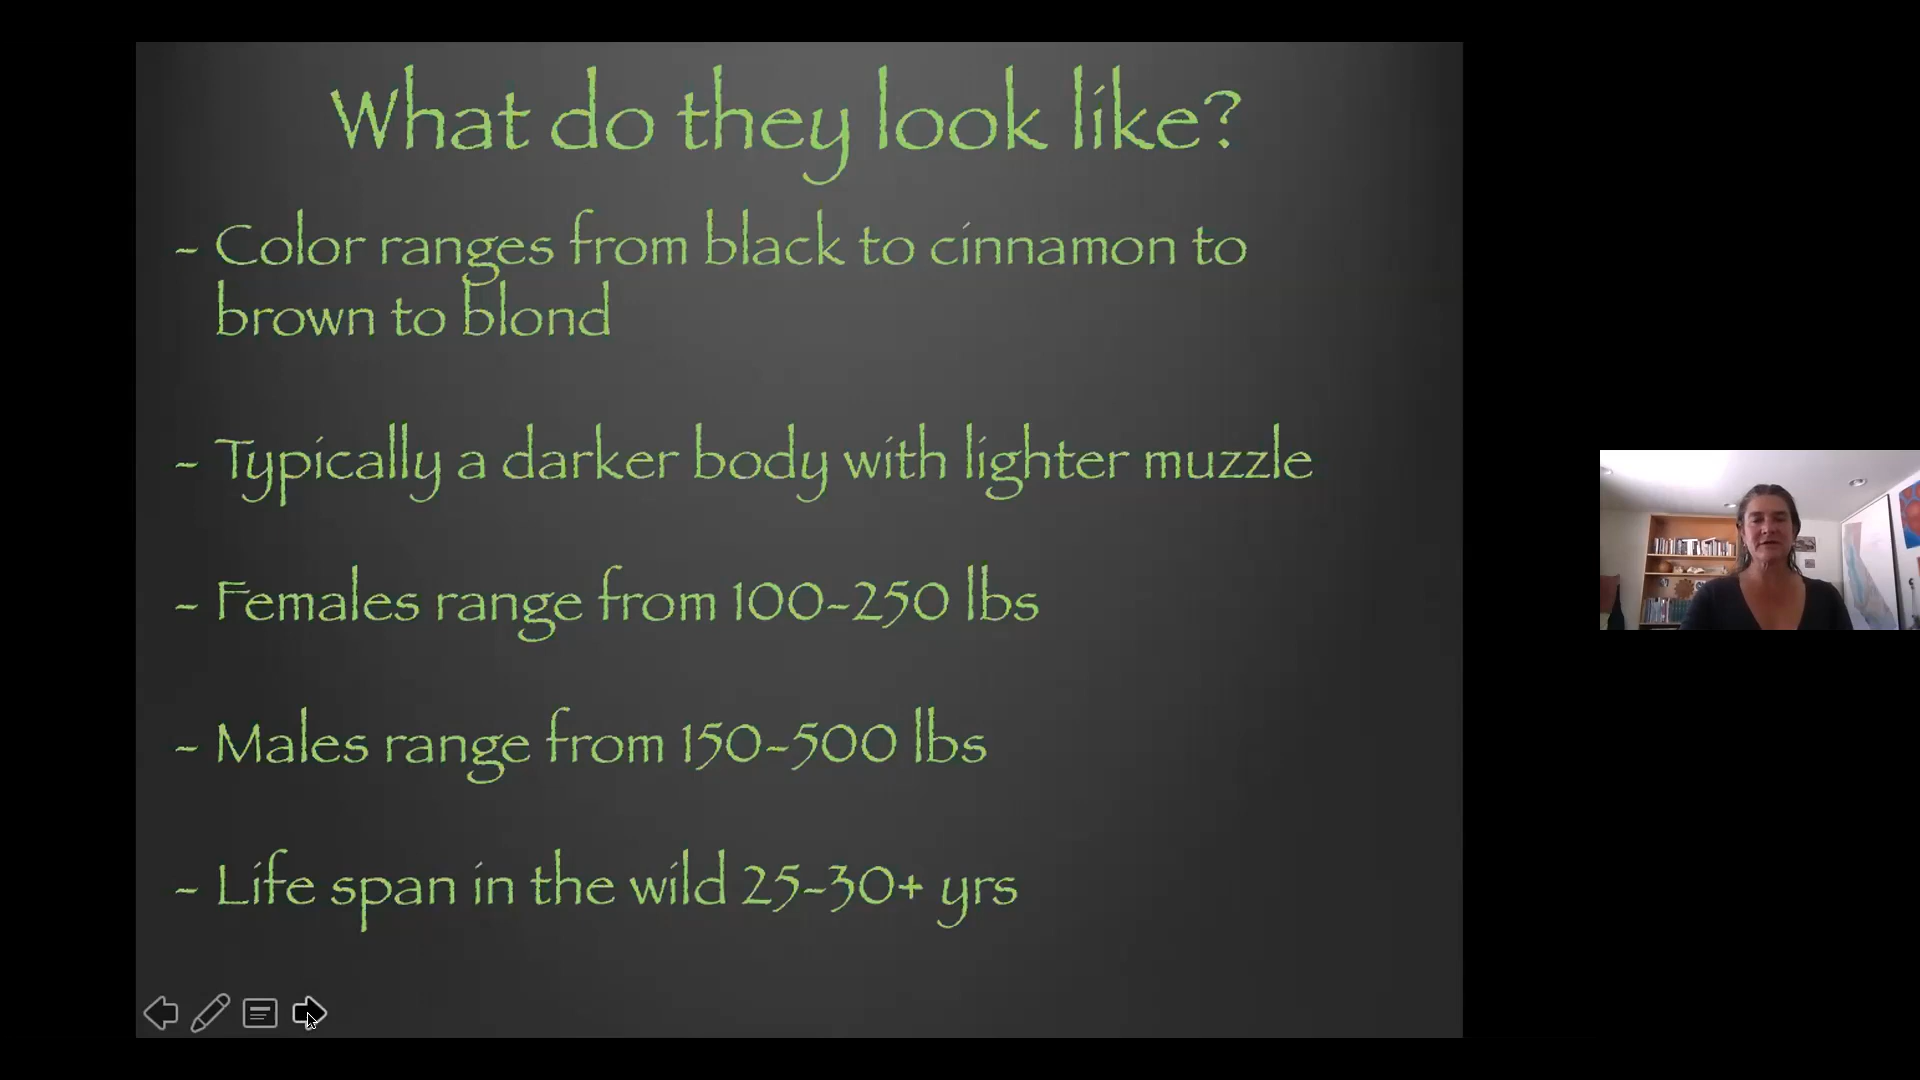 What do they look like?
- Color ranges from black to cinnamon to
brown to blond
- Typically a darker body with lighter muzzle
- Females range from 100-250 lbs
- Males range from 150-500 lbs
- Life span in the wild 25-30+ yrs